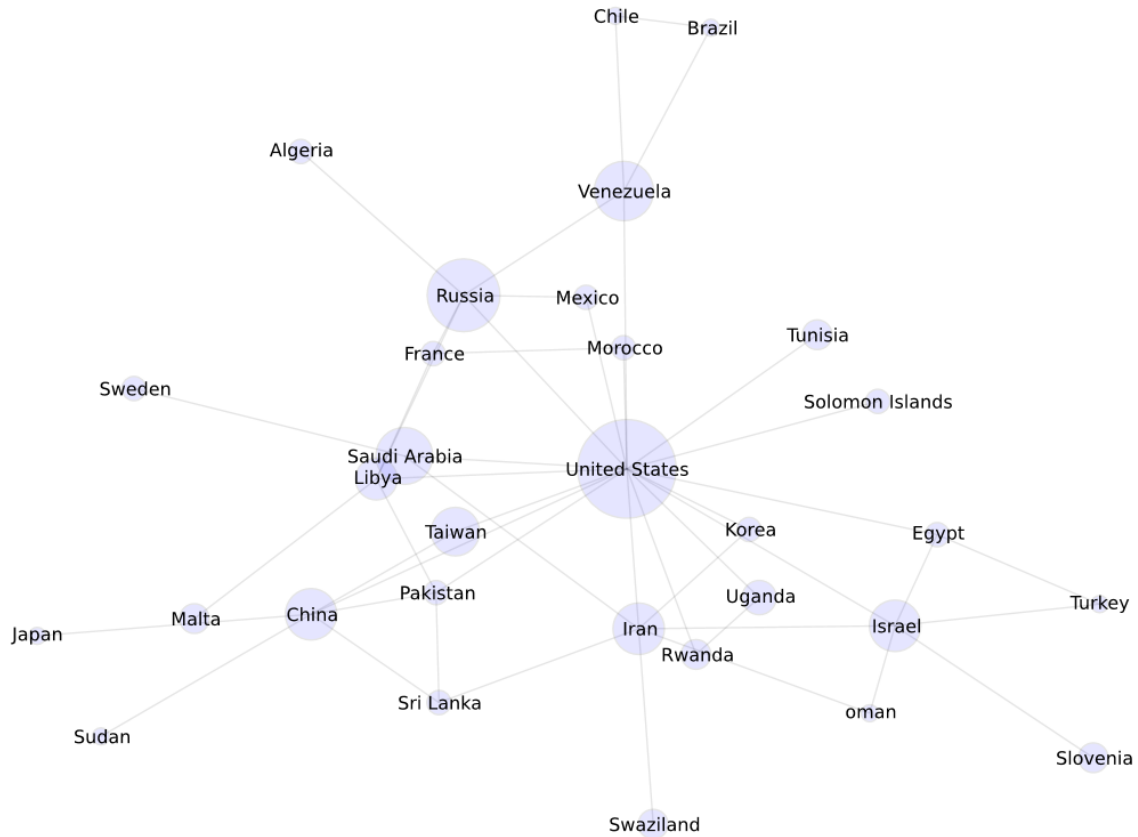 Chile
Brazil
Algeria
Venezuela
Russia
Mexico
Tunisia
Morocco
France
Sweden
Solomon Islands
Saudi Arabia
United States
Libya
Taiwan
Korea
Egypt
Pakistan
Uganda
Turkey
China
Malta
Japan
Iran
Israel
Rwanda
Sri Lanka
oman
Sudan
Slovenia
Swaziland